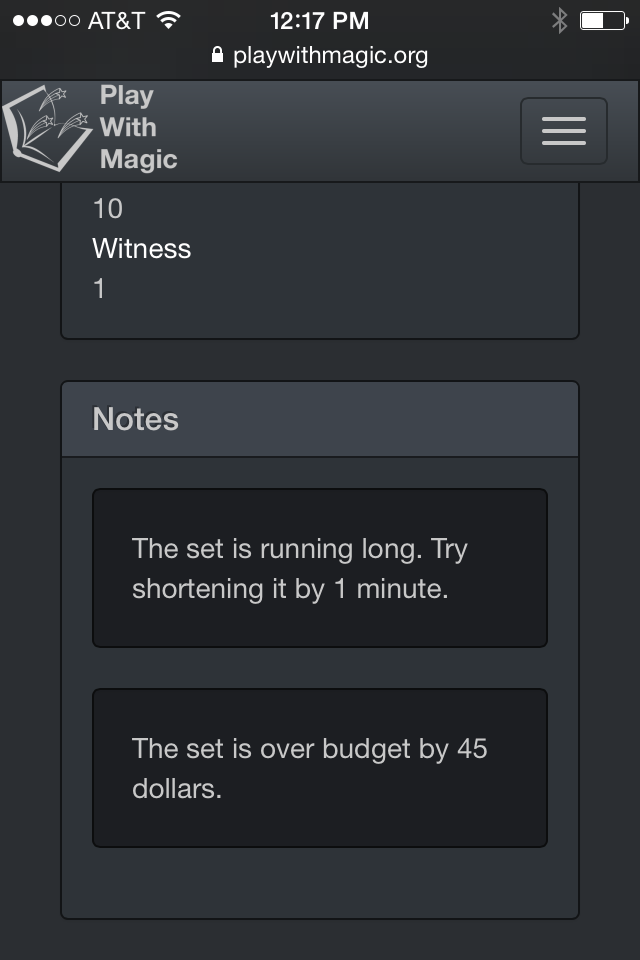 AT&T 12:17 PM
playwithmagic.org
Play
With
Magic
10
Witness
1
Notes
The set is running long. Try
shortening it by 1 minute.
The set is over budget by 45
dollars.